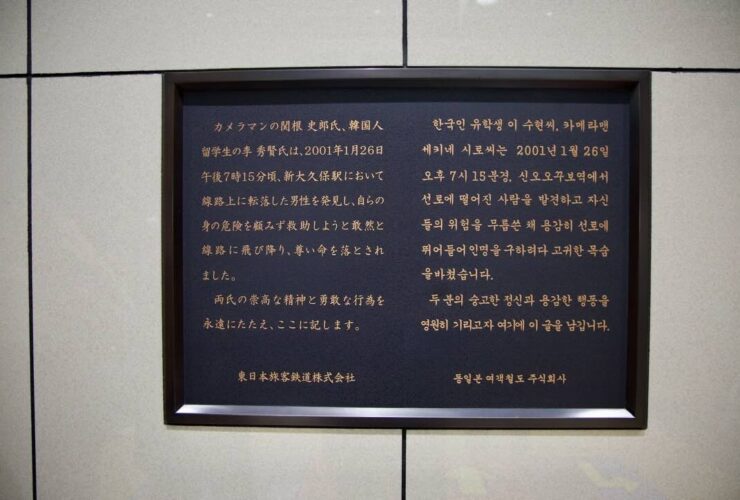 カメラマンの関根 史郎氏、韓国人
留学生の李 秀賢氏は、2001年1月26日
午後7時15分頃、新大久保駅において
線路上に転落した男性を発見し、自らの
身の危険を顧みず救助しようと敢然と
線路に飛び降り、尊い命を落とされ
ました。
両氏の崇高な精神と勇敢な行為を
永遠にたたえ、ここに記します。
東日本旅客鉄道株式会社
한국인 유학생 이 수현씨, 카메라맨
세키네 시로씨는 2001년 1월 26일
오후 7시 15분경, 신오오꾸보역에서
선로에 떨어진 사람을 발견하고 자신
들의 위험을 무릅쓴 채 용감히 선로에
뛰어들어 인명을 구하려다 고귀한 목숨
을 바쳤습니다.
두 분의 숭고한 정신과 용감한 행동을
영원히 기리고자 여기에 이 글을 남깁니다.
동일본 여객철도 주식회사